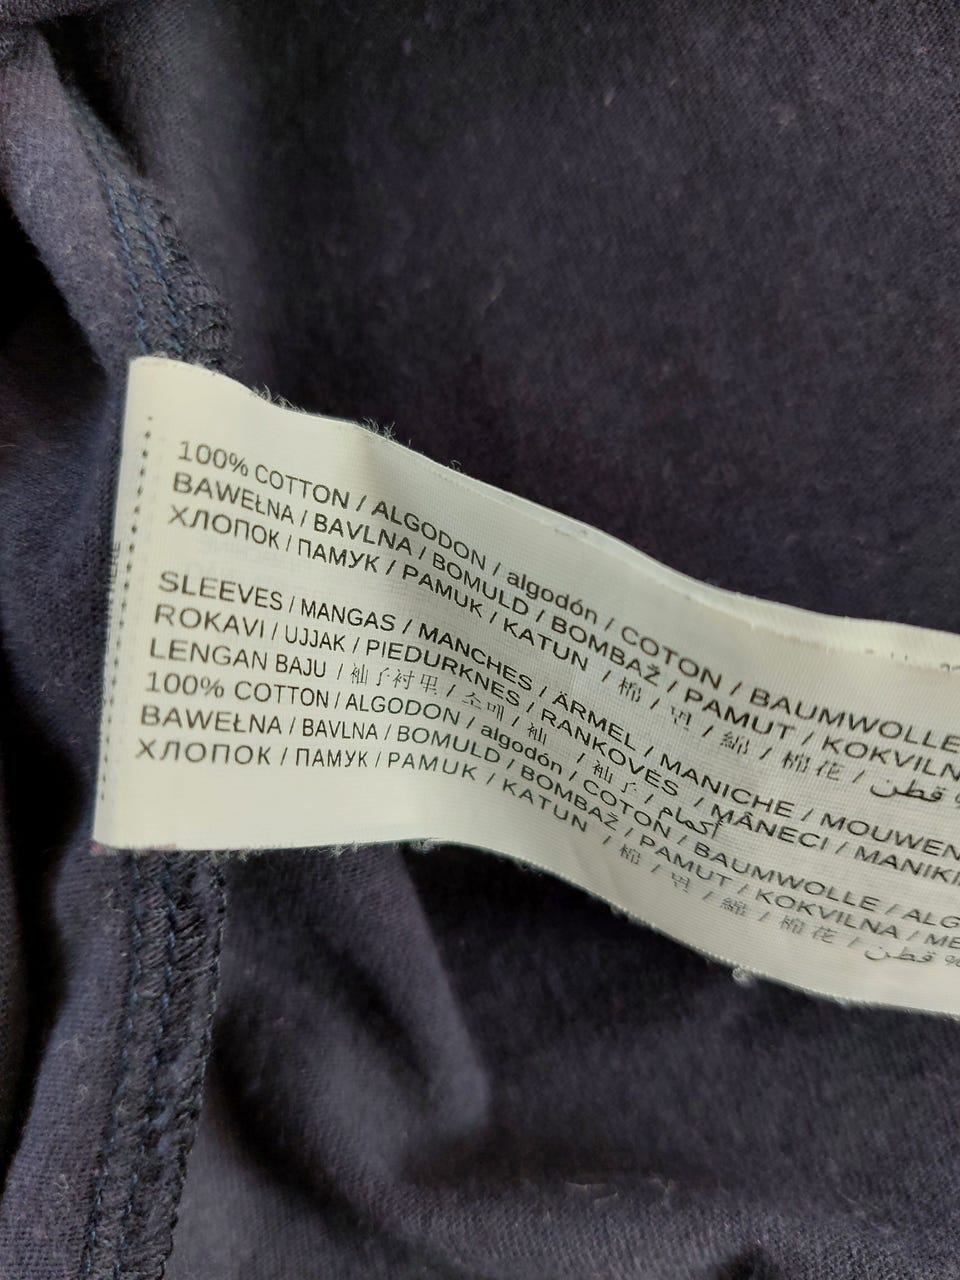 100% COTTON / ALGODON / algodón / COTON / BAUMWOLLE
BAWEŁNA / BAVLNA / BOMULD / BOMBAŽ / PAMUT / KOKVILN
ХЛОПОК / ПАМУК / PAMUK / KATUN / 棉 / 면 / 綿 / 棉花 / قطن %
SLEEVES / MANGAS / MANCHES / ÄRMEL / MANICHE / MOUWEN
ROKAVI / UJJAK / PIEDURKNES / RANKOVĖS / MÂNECI / MANIKI
LENGAN BAJU / 袖子衬里 / 소매 / 袖 / 袖子 / أكمام
100% COTTON / ALGODON / algodón / COTON / BAUMWOLLE / ALG
BAWEŁNA / BAVLNA / BOMULD / BOMBAŽ / PAMUT / KOKVILNA / ME
ХЛОПОК / ПАМУК / PAMUK / KATUN / 棉 / 면 / 綿 / 棉花 / قطن %